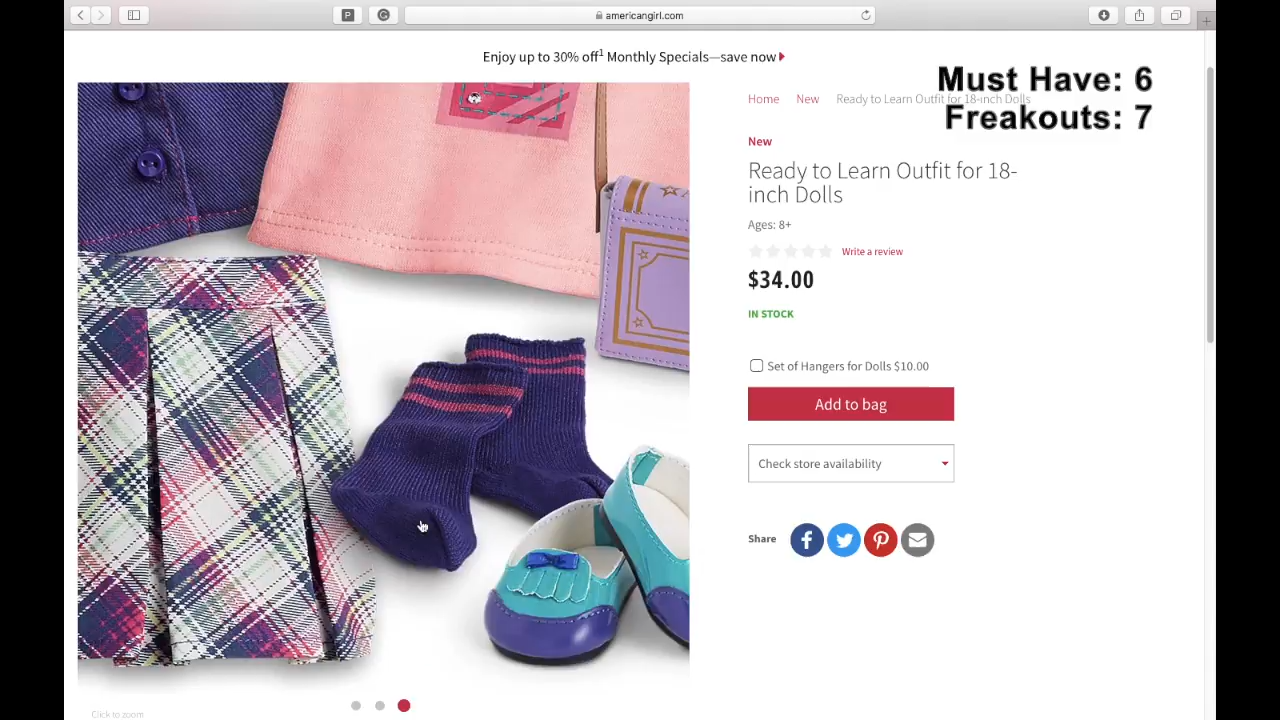 americangirl.com
Enjoy up to 30% off¹ Monthly Specials—save now
Must Have: 6
Freakouts: 7
Home New Ready to Learn Outfit for 18-inch Dolls
New
Ready to Learn Outfit for 18-
inch Dolls
Ages: 8+
Write a review
$34.00
IN STOCK
Set of Hangers for Dolls $10.00
Add to bag
Check store availability
Share
Click to zoom